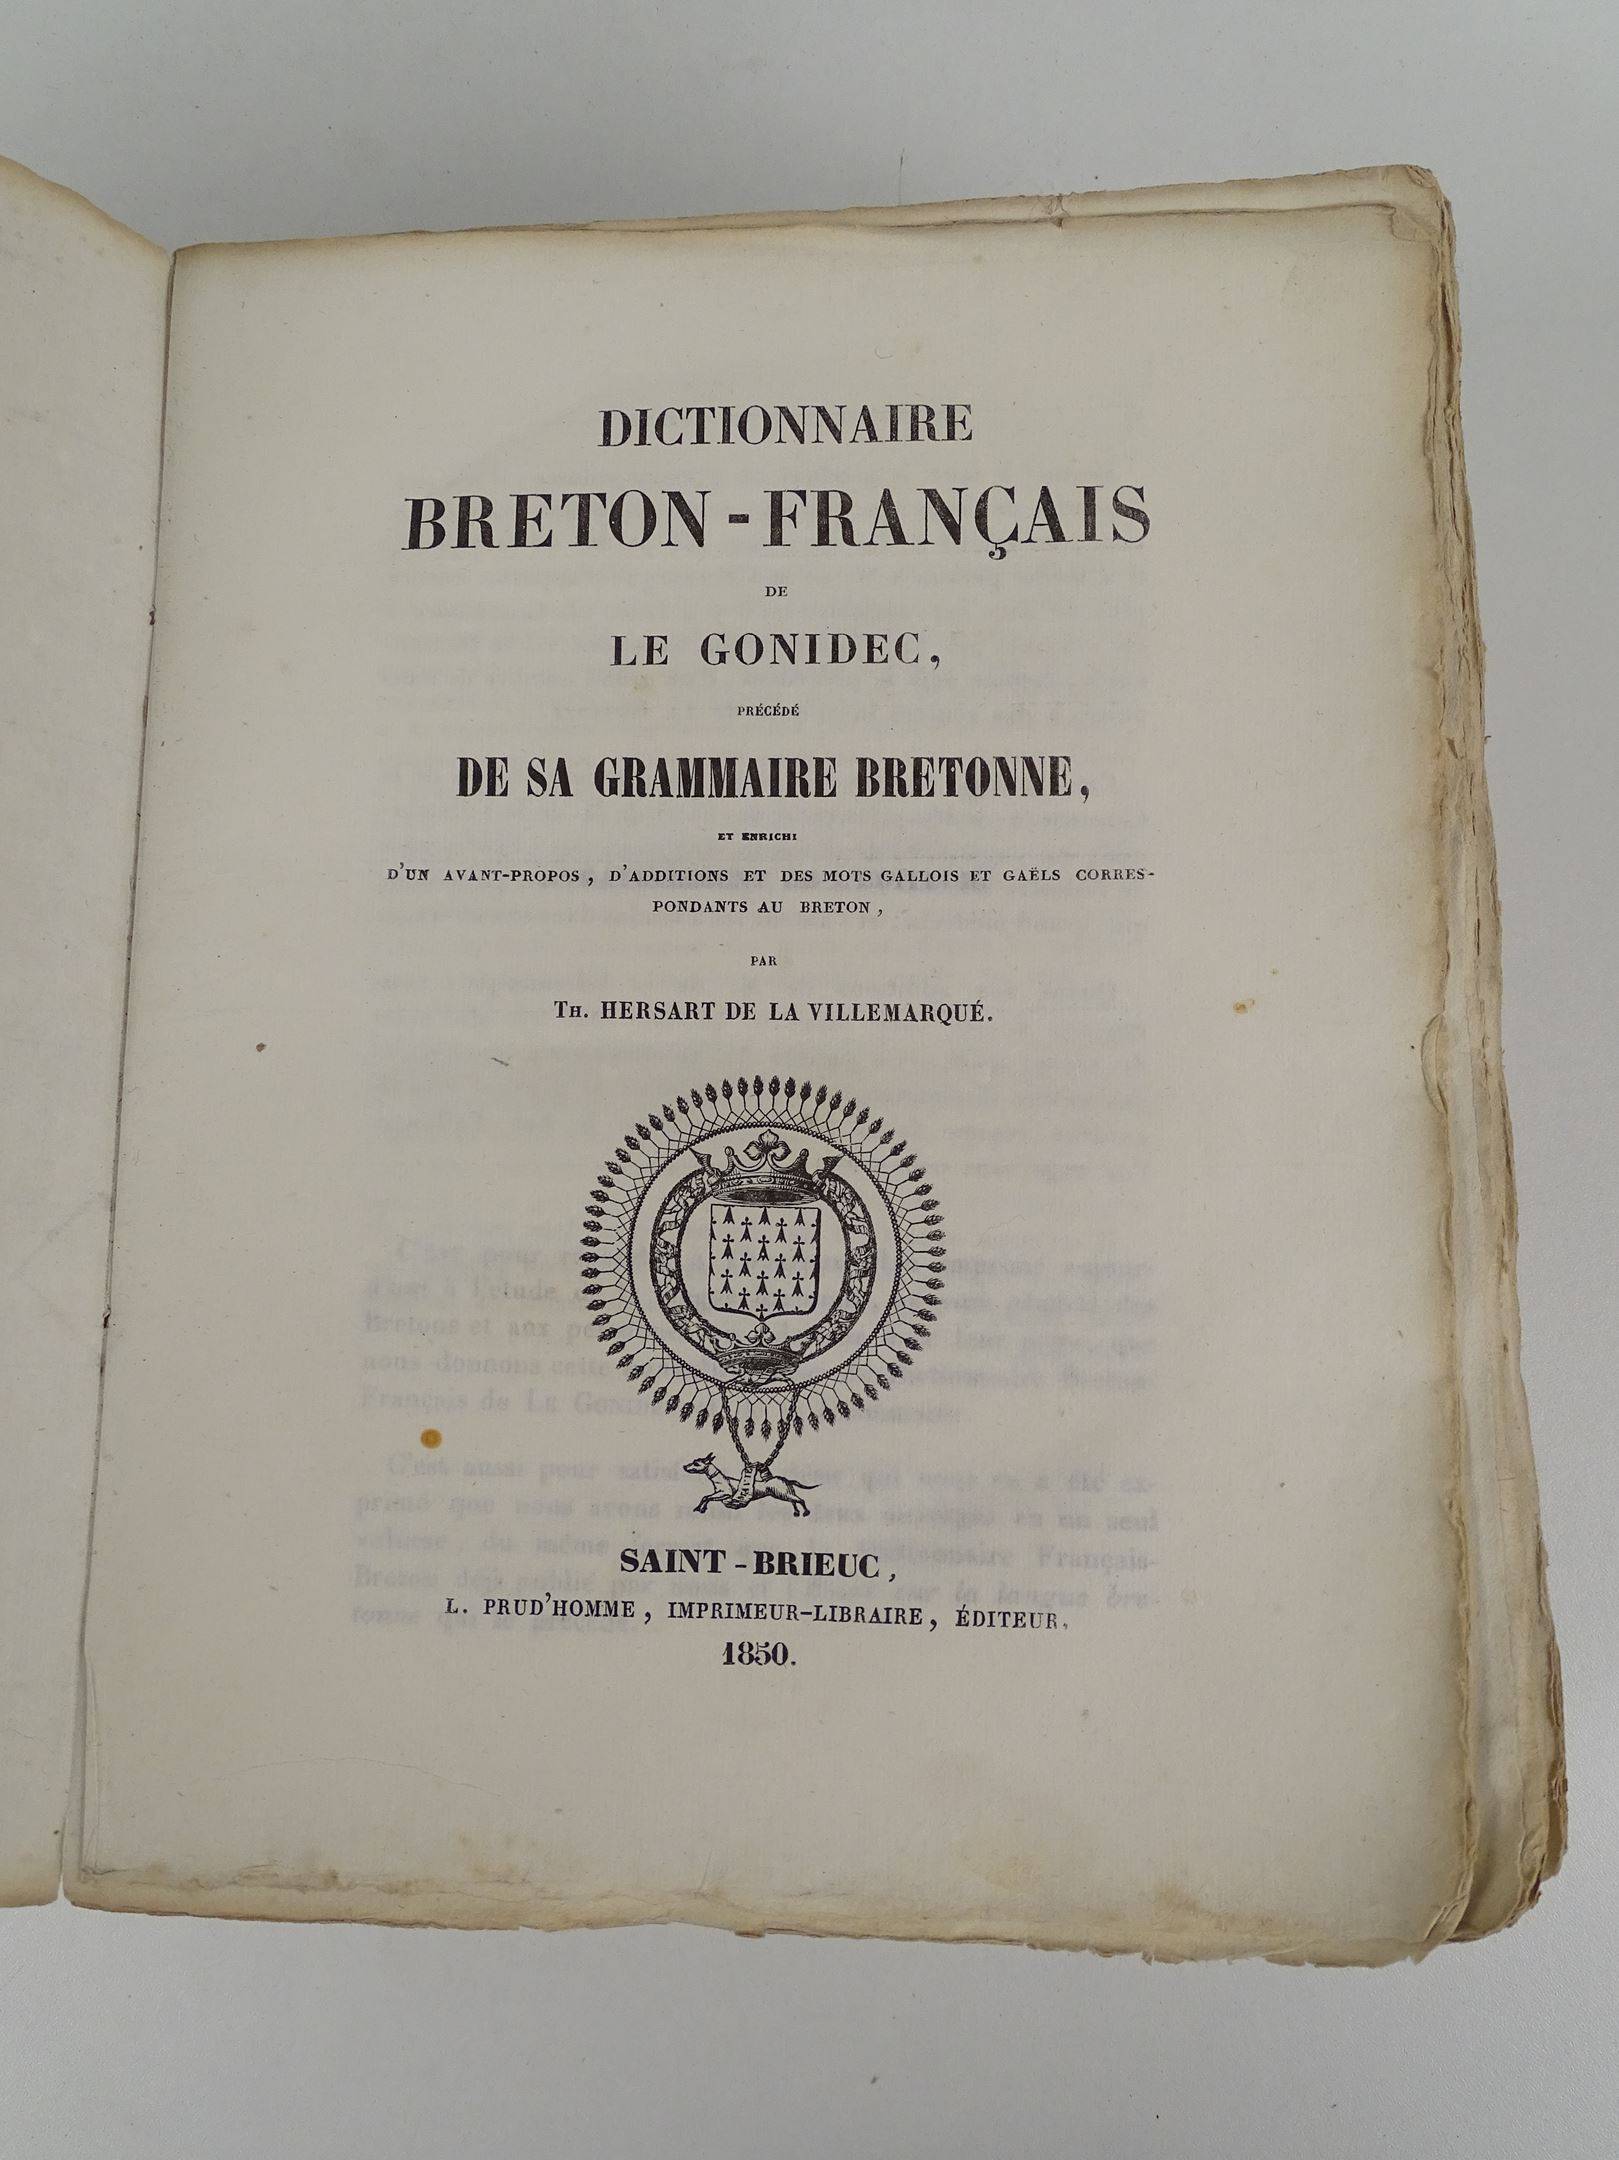 DICTIONNAIRE
BRETON-FRANÇAIS
DE
LE GONIDEC,
PRÉCÉDÉ
DE SA GRAMMAIRE BRETONNE,
ET ENRICHI
D'UN AVANT-PROPOS, D'ADDITIONS ET DES MOTS GALLOIS ET GAËLS CORRES-
PONDANTS AU BRETON,
PAR
TH. HERSART DE LA VILLEMARQUÉ.
SAINT-BRIEUC,
L. PRUD'HOMME, IMPRIMEUR-LIBRAIRE, ÉDITEUR.
1850.